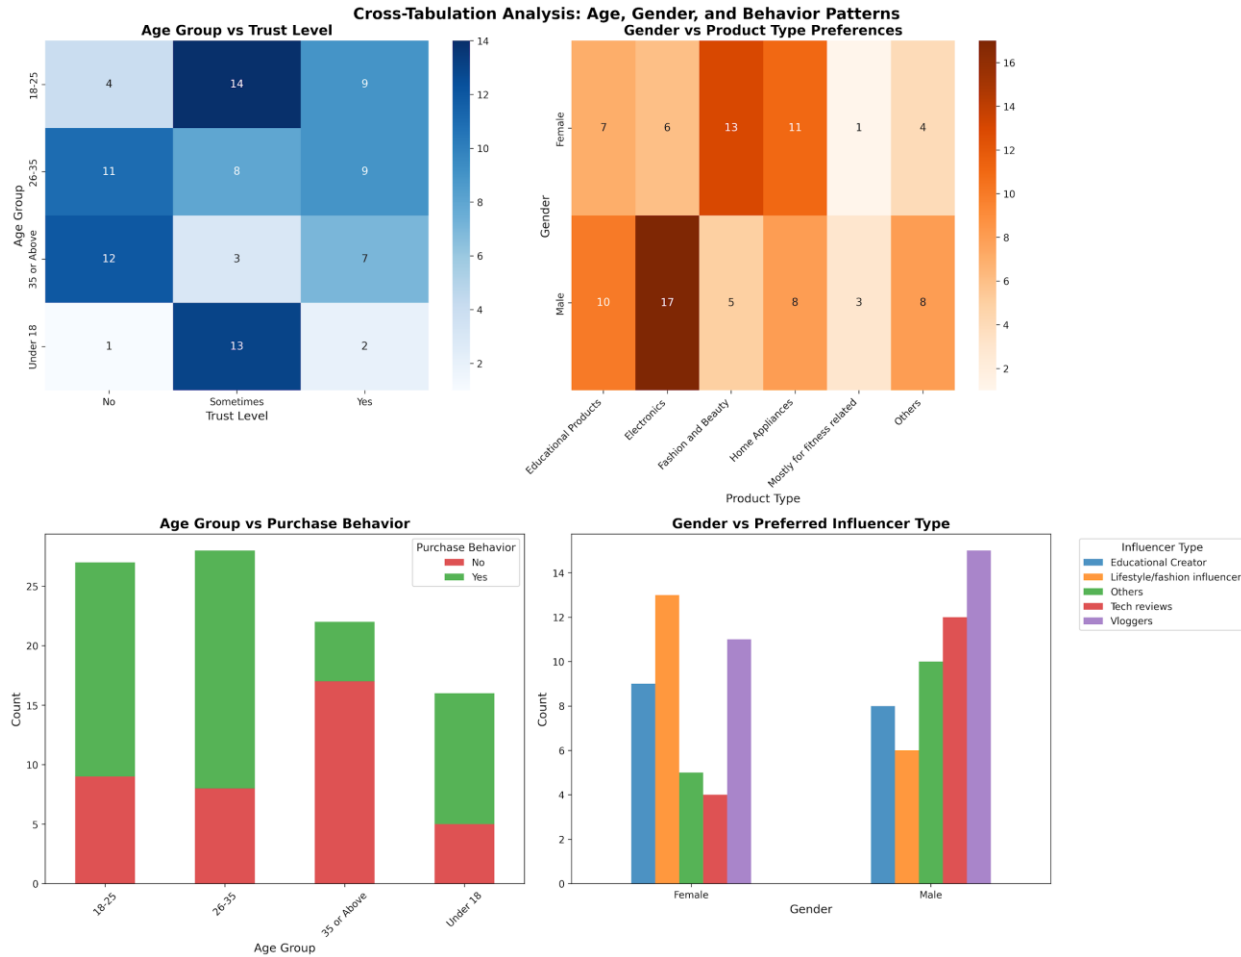 Cross-Tabulation Analysis: Age, Gender, and Behavior Patterns
Age Group vs Trust Level
Age Group
18-25
26-35
35 or Above
Under 18
4 14 9
11 8 9
12 3 7
1 13 2
No Sometimes Yes
Trust Level
14
12
10
8
6
4
2
Gender vs Product Type Preferences
Gender
Female
Male
7 6 13 11 1 4
10 17 5 8 3 8
Educational Products
Electronics
Fashion and Beauty
Home Appliances
Mostly for fitness related
Others
Product Type
16
14
12
10
8
6
4
2
Age Group vs Purchase Behavior
Count
25
20
15
10
5
0
Purchase Behavior
No
Yes
18-25
26-35
35 or Above
Under 18
Age Group
Gender vs Preferred Influencer Type
Count
14
12
10
8
6
4
2
0
Female Male
Gender
Influencer Type
Educational Creator
Lifestyle/fashion influencer
Others
Tech reviews
Vloggers